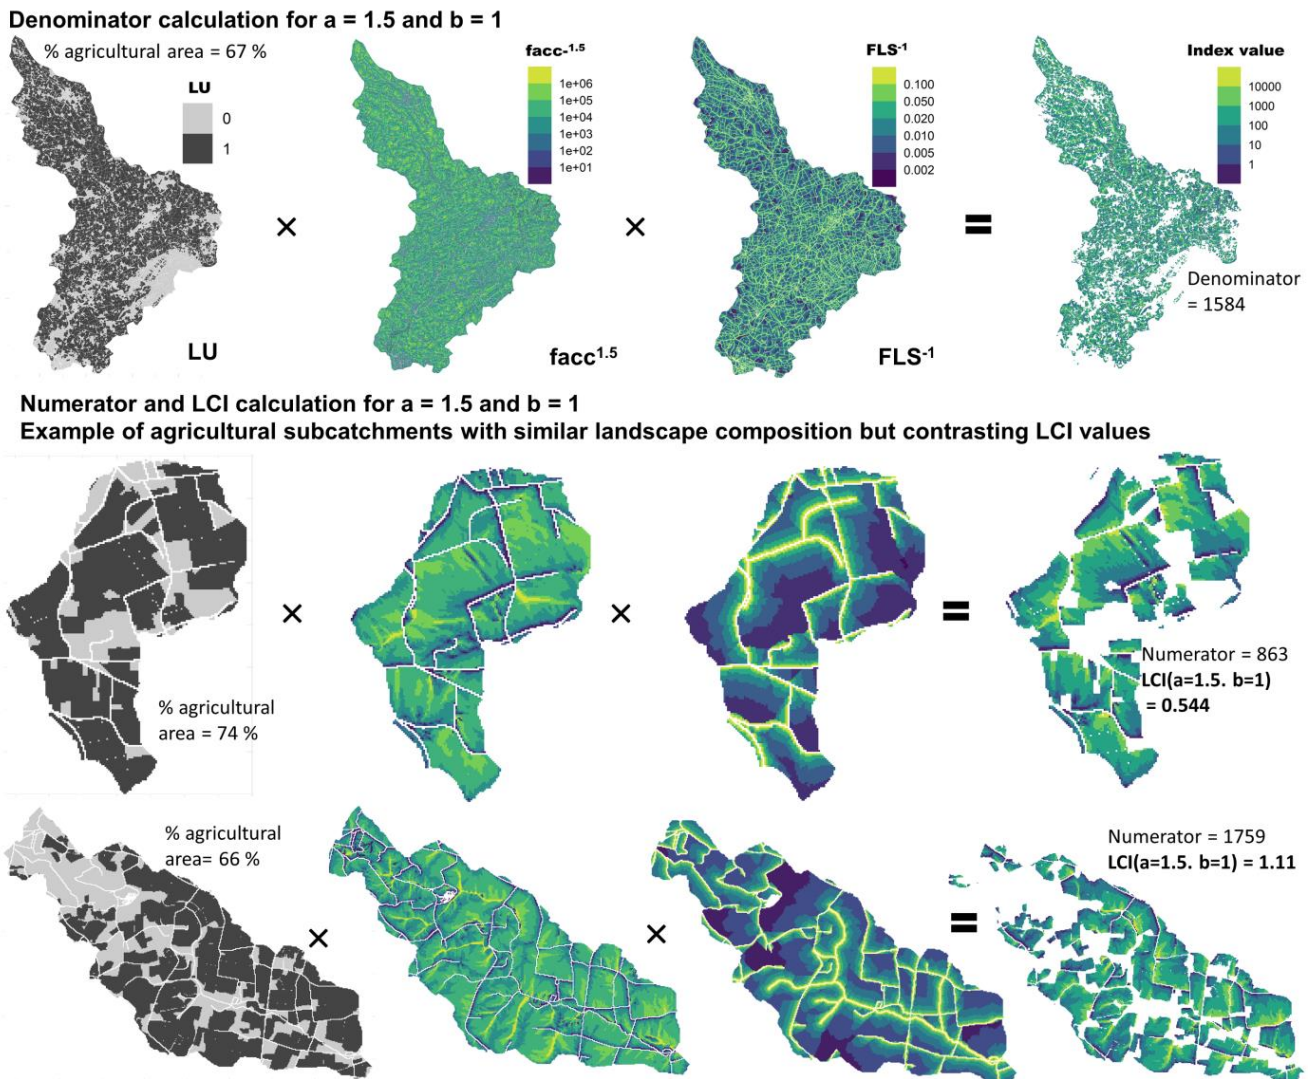 Denominator calculation for a = 1.5 and b = 1
% agricultural area = 67 %
LU
0
1
facc-1.5
1e+06
1e+05
1e+04
1e+03
1e+02
1e+01
FLS-1
0.100
0.050
0.020
0.010
0.005
0.002
Index value
10000
1000
100
10
1
×
×
=
Denominator
= 1584
LU
facc1.5
FLS-1
Numerator and LCI calculation for a = 1.5 and b = 1
Example of agricultural subcatchments with similar landscape composition but contrasting LCI values
×
×
=
% agricultural
area = 74 %
Numerator = 863
LCI(a=1.5. b=1)
= 0.544
% agricultural
area= 66 %
×
×
=
Numerator = 1759
LCI(a=1.5. b=1) = 1.11